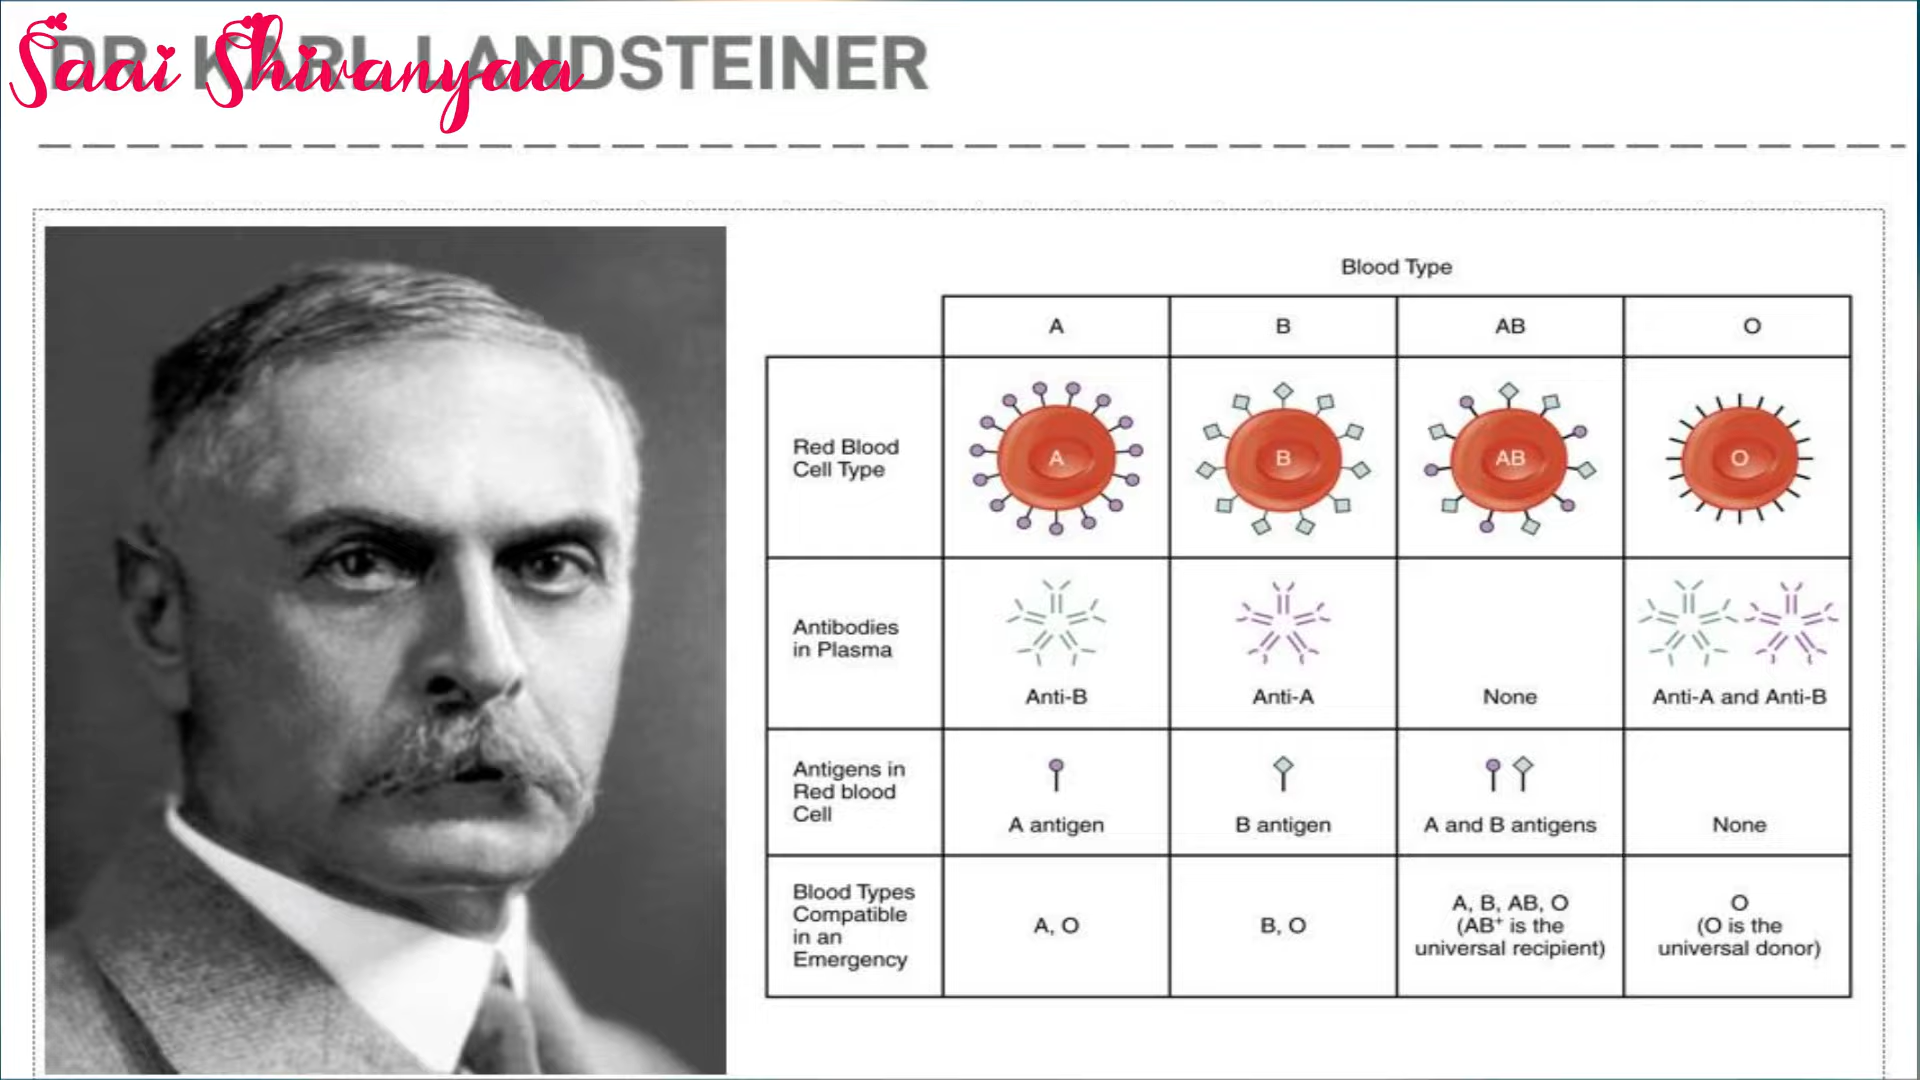 DR. KARL LANDSTEINER
Saai Shivanyaa
Blood Type
A B AB O
Red Blood
Cell Type
A B AB O
Antibodies
in Plasma
Anti-B Anti-A None Anti-A and Anti-B
Antigens in
Red blood
Cell
A antigen B antigen A and B antigens None
Blood Types
Compatible
in an
Emergency
A, O
B, O
A, B, AB, O
(AB⁺ is the
universal recipient)
O
(O is the
universal donor)